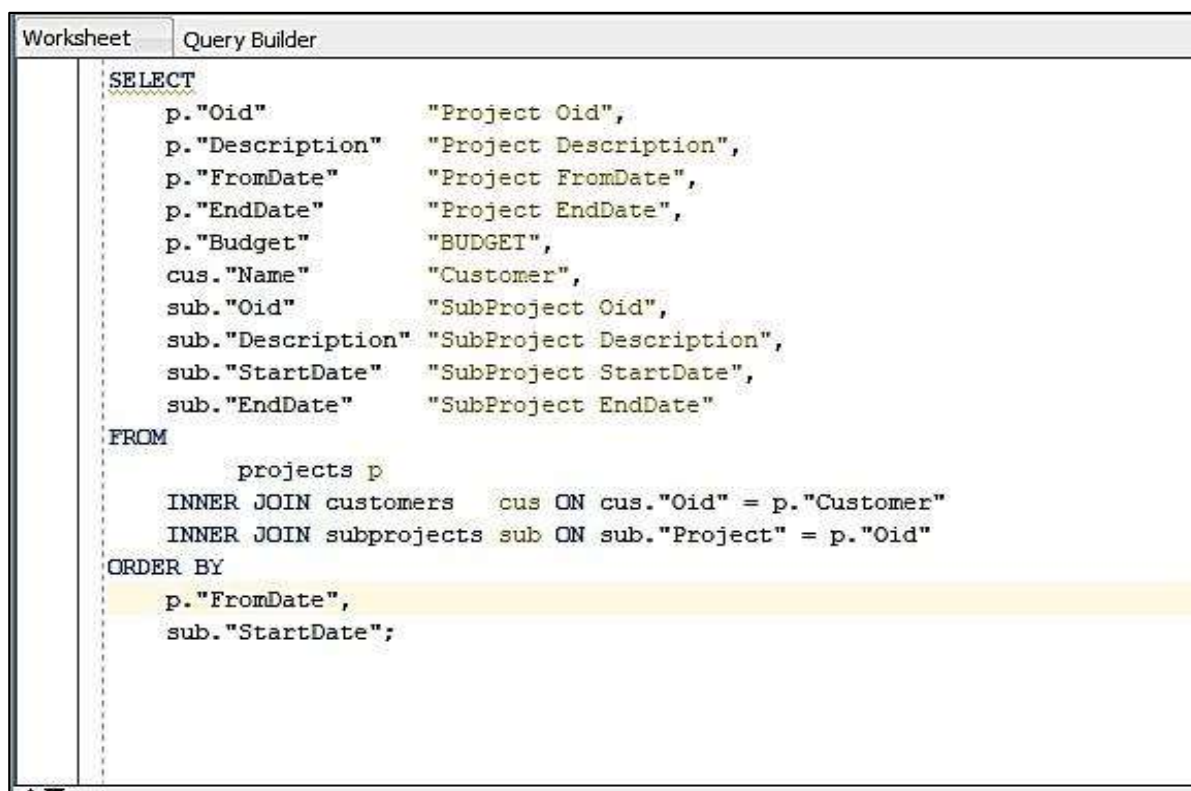 Worksheet Query Builder
SELECT
p."Oid" "Project Oid",
p."Description" "Project Description",
p."FromDate" "Project FromDate",
p."EndDate" "Project EndDate",
p."Budget" "BUDGET",
cus."Name" "Customer",
sub."Oid" "SubProject Oid",
sub."Description" "SubProject Description",
sub."StartDate" "SubProject StartDate",
sub."EndDate" "SubProject EndDate"
FROM
projects p
INNER JOIN customers cus ON cus."Oid" = p."Customer"
INNER JOIN subprojects sub ON sub."Project" = p."Oid"
ORDER BY
p."FromDate",
sub."StartDate";